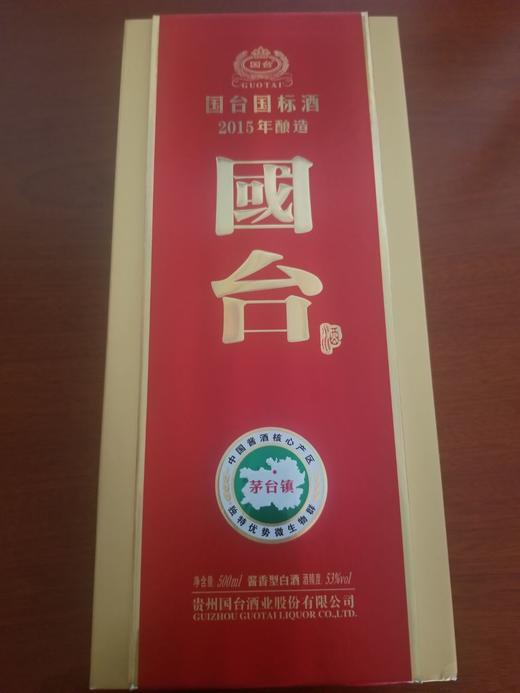 国台
GUOTAI
国台国标酒
2015年酿造
國
台
酒
中国酱酒核心产区
茅台镇
独特优势微生物群
净含量:500ml 酱香型白酒 酒精度:53%vol
贵州国台酒业股份有限公司
GUIZHOU GUOTAI LIQUOR CO.,LTD.